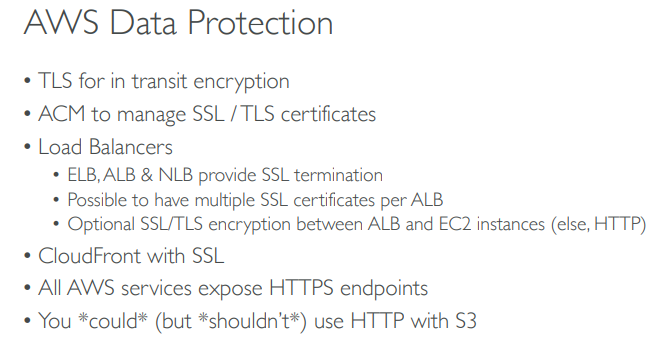 AWS Data Protection
• TLS for in transit encryption
• ACM to manage SSL / TLS certificates
• Load Balancers
• ELB, ALB & NLB provide SSL termination
• Possible to have multiple SSL certificates per ALB
• Optional SSL/TLS encryption between ALB and EC2 instances (else, HTTP)
• CloudFront with SSL
• All AWS services expose HTTPS endpoints
• You *could* (but *shouldn't*) use HTTP with S3